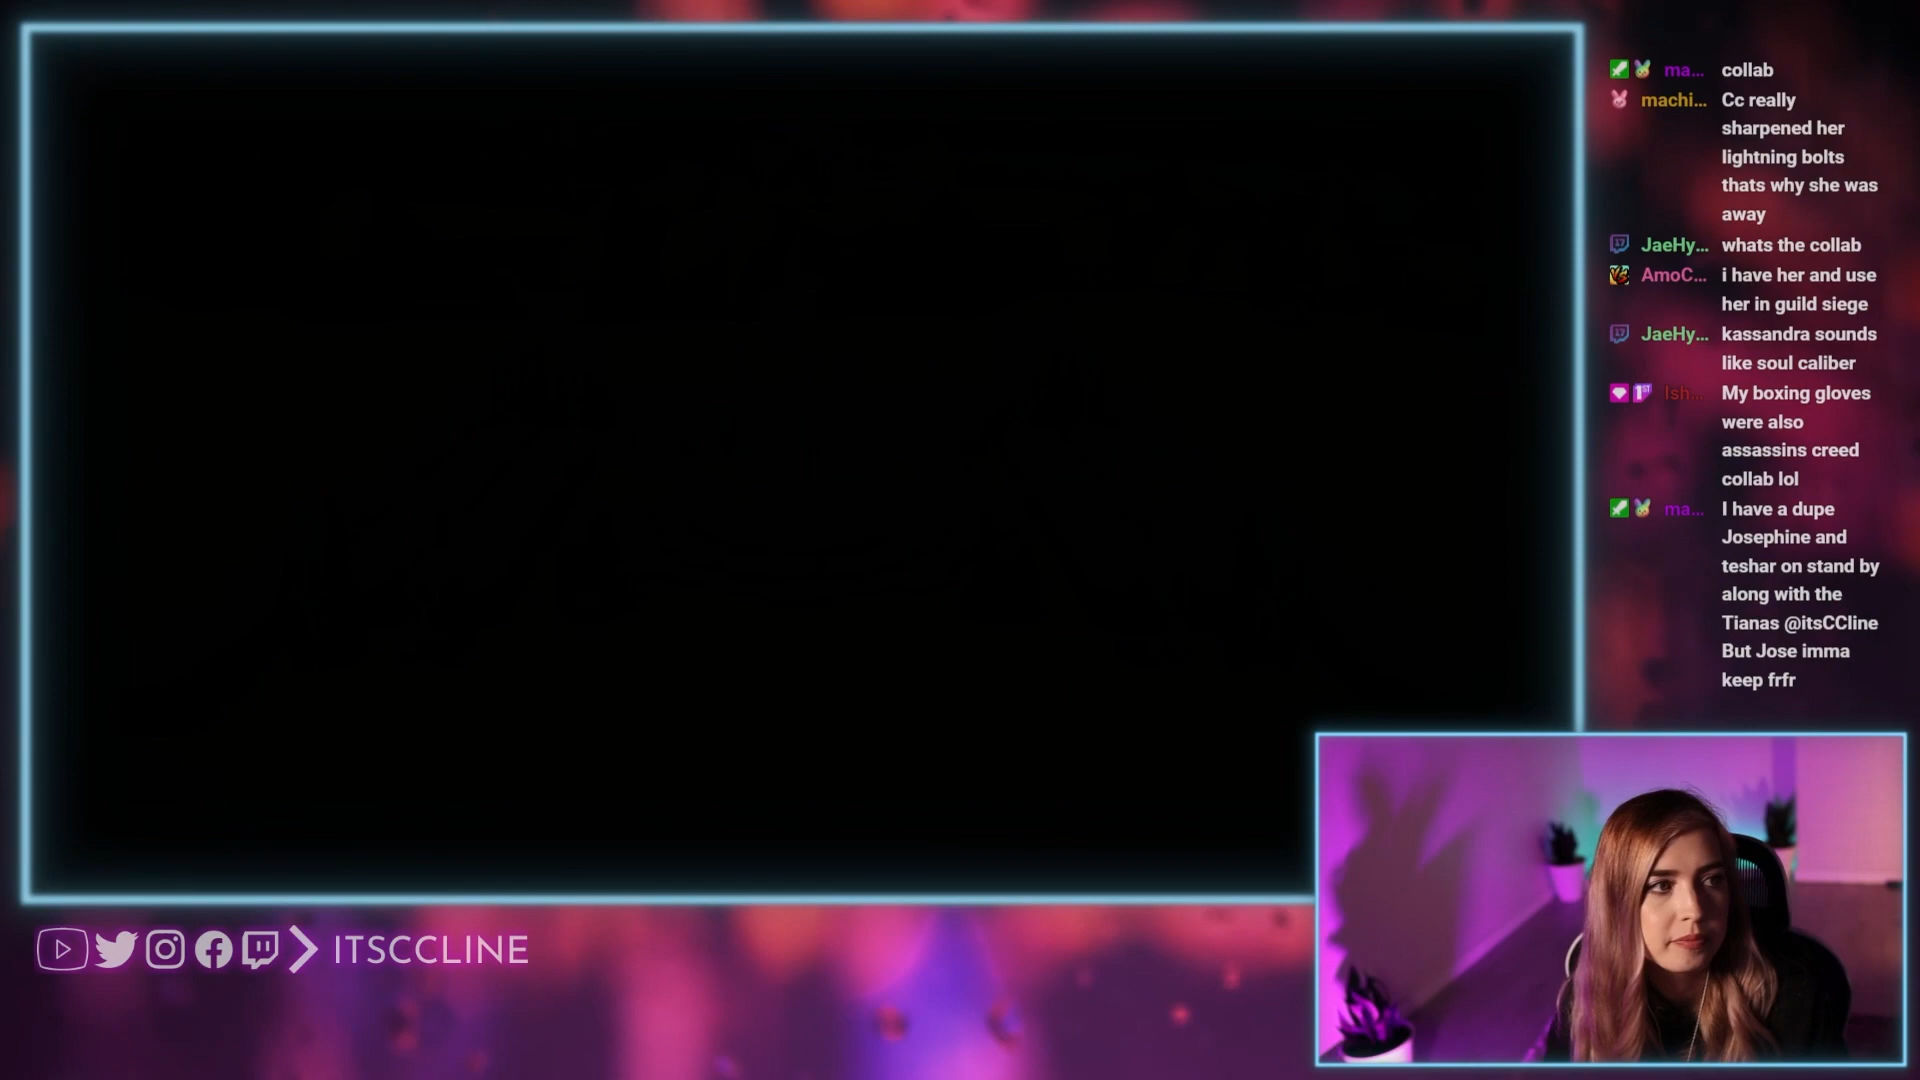 ma... collab
machi... Cc really
sharpened her
lightning bolts
thats why she was
away
JaeHy... whats the collab
AmoC... i have her and use
her in guild siege
JaeHy... kassandra sounds
like soul caliber
Ish... My boxing gloves
were also
assassins creed
collab lol
ma... I have a dupe
Josephine and
teshar on stand by
along with the
Tianas @itsCCline
But Jose imma
keep frfr
ITSCCLINE